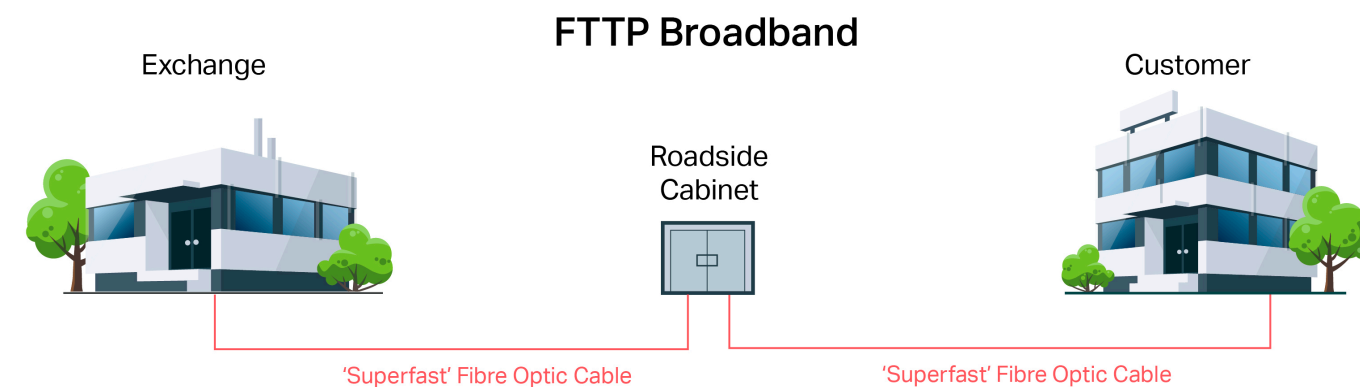 FTTP Broadband
Exchange
Customer
Roadside
Cabinet
‘Superfast’ Fibre Optic Cable
‘Superfast’ Fibre Optic Cable